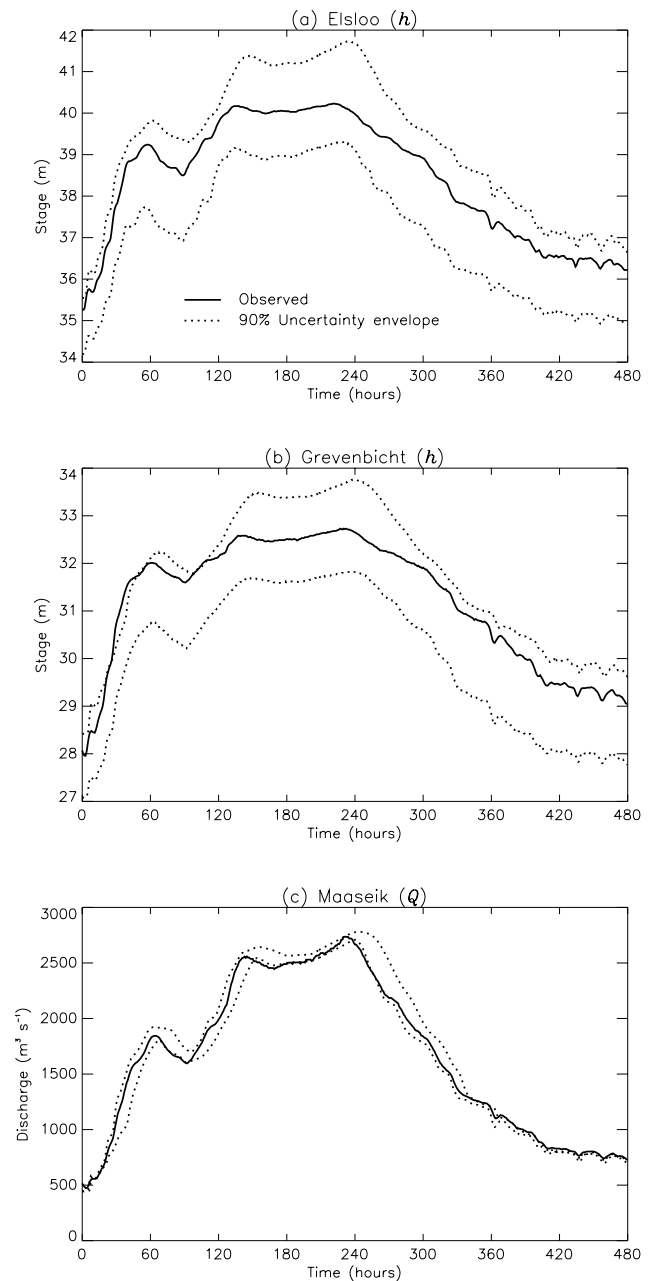 (a) Elsloo (h)
42
41
40
39
38
37
36
35
34
Stage (m)
Observed
90% Uncertainty envelope
0 60 120 180 240 300 360 420 480
Time (hours)
(b) Grevenbicht (h)
34
33
32
31
30
29
28
27
Stage (m)
0 60 120 180 240 300 360 420 480
Time (hours)
(c) Maaseik (Q)
3000
2500
2000
1500
1000
500
0
Discharge (m³ s⁻¹)
0 60 120 180 240 300 360 420 480
Time (hours)